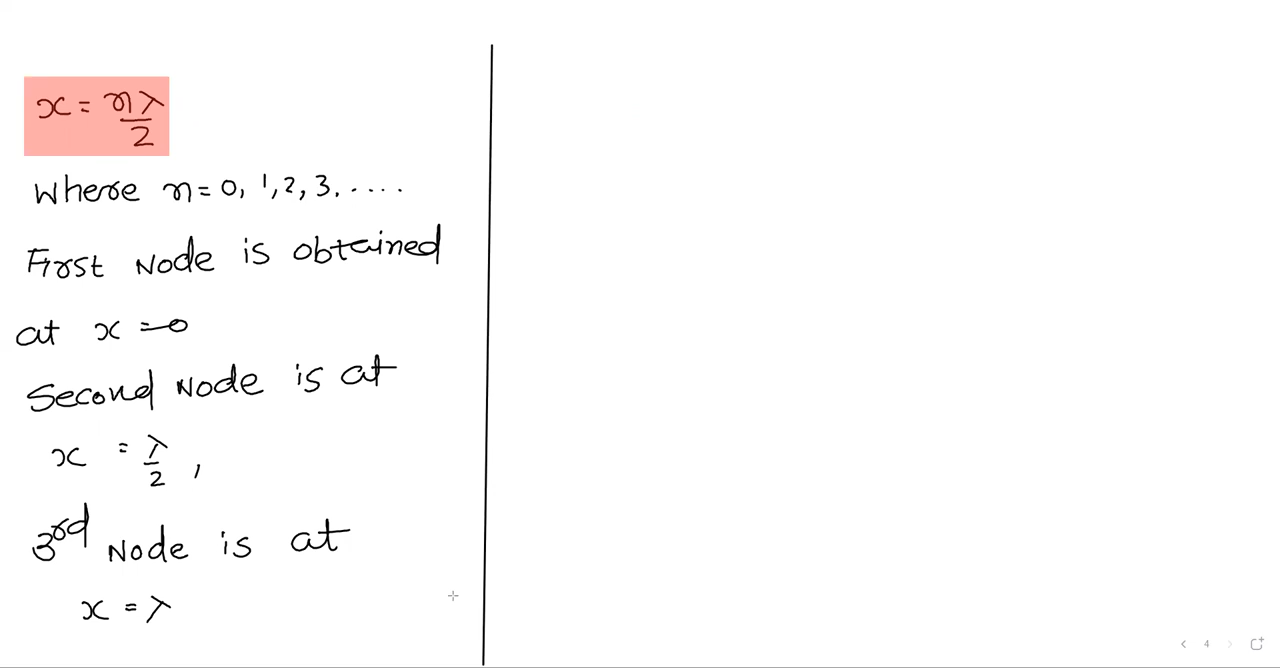 x = nλ/2
Where n = 0, 1, 2, 3, ....
First Node is obtained
at x = 0
Second Node is at
x = λ/2 ,
3rd Node is at
x = λ
4